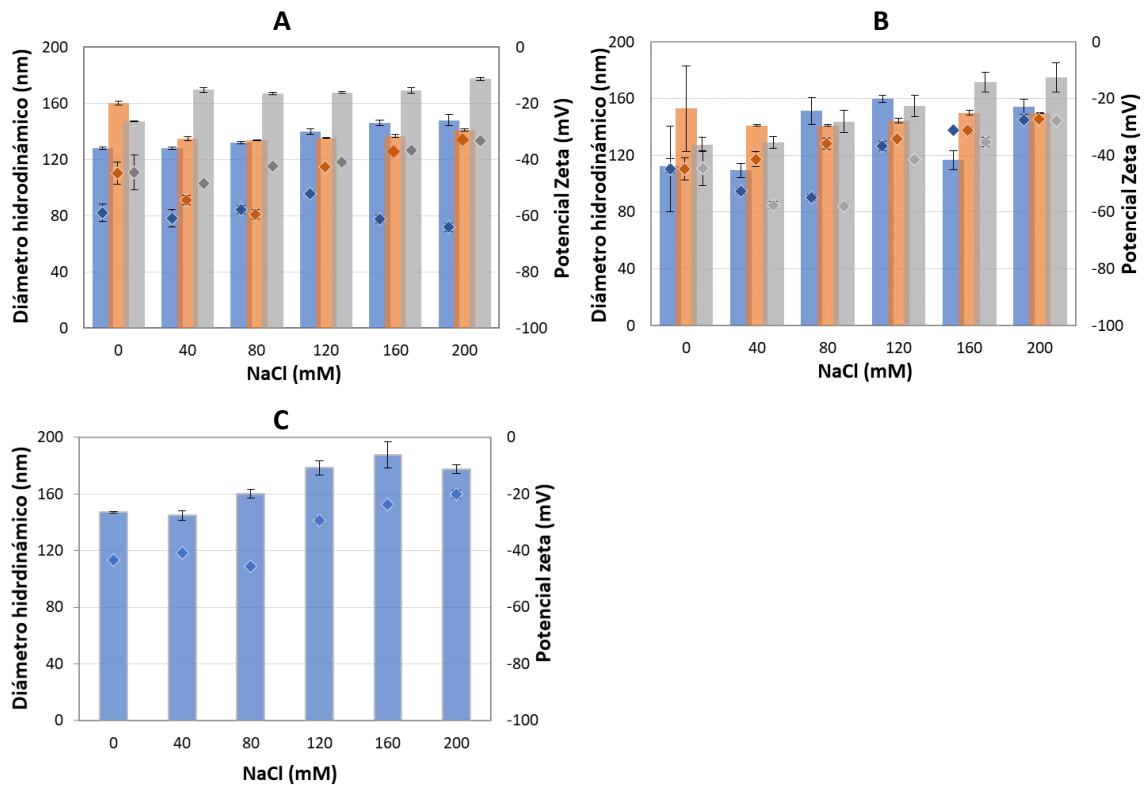 A
Diámetro hidrodinámico (nm)
200
160
120
80
40
0
0
-20
-40
-60
-80
-100
Potencial Zeta (mV)
0 40 80 120 160 200
NaCl (mM)
B
Diámetro hidrodinámico (nm)
200
160
120
80
40
0
0
-20
-40
-60
-80
-100
Potencial Zeta (mV)
0 40 80 120 160 200
NaCl (mM)
C
Diámetro hidrdinámico (nm)
200
160
120
80
40
0
0
-20
-40
-60
-80
-100
Potencial zeta (mV)
0 40 80 120 160 200
NaCl (mM)